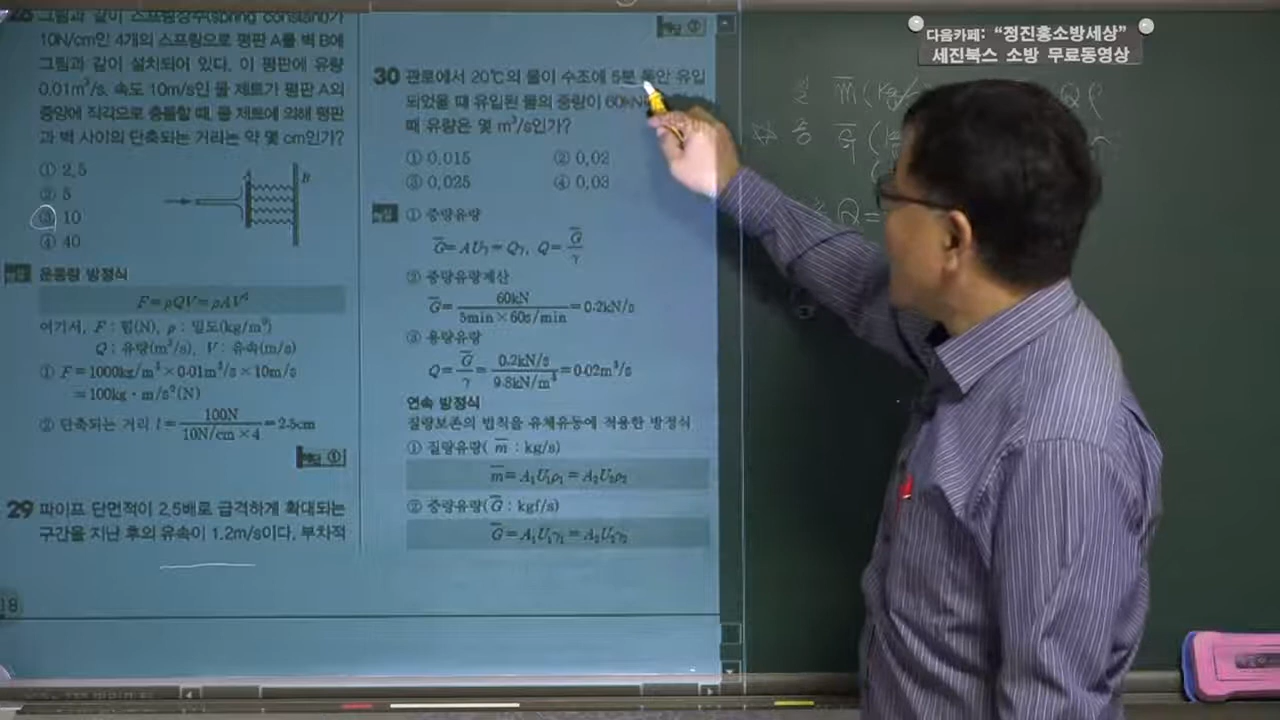 그림과 같이 스프링상수(spring constant)가
10N/cm인 4개의 스프링으로 평판 A를 벽 B에
그림과 같이 설치되어 있다. 이 평판에 유량
0.01m³/s, 속도 10m/s인 물 제트가 평판 A의
중앙에 직각으로 충돌할 때, 물 제트에 의해 평판
과 벽 사이의 단축되는 거리는 약 몇 cm인가?
① 2.5
② 5
③ 10
④ 40
A
B
해설 운동량 방정식
F=ρQV=ρAV²
여기서, F : 힘(N), ρ : 밀도(kg/m³)
Q : 유량(m³/s), V : 유속(m/s)
① F=1000kg/m³×0.01m³/s×10m/s
=100kg·m/s²(N)
② 단축되는 거리 l= 100N / 10N/cm×4 =2.5cm
해답 ①
29 파이프 단면적이 2.5배로 급격하게 확대되는
구간을 지난 후의 유속이 1.2m/s이다. 부차적
18
해답
30 관로에서 20℃의 물이 수조에 5분 동안 유입
되었을 때 유입된 물의 중량이 60kN
때 유량은 몇 m³/s인가?
① 0.015 ② 0.02
③ 0.025 ④ 0.03
해설 ① 중량유량
G̅=AUγ=Qγ, Q= G̅ / γ
② 중량유량계산
G̅= 60kN / 5min×60s/min =0.2kN/s
③ 용량유량
Q= G̅ / γ = 0.2kN/s / 9.8kN/m³ =0.02m³/s
연속 방정식
질량보존의 법칙을 유체유동에 적용한 방정식
① 질량유량( m̅ : kg/s)
m̅=A₁U₁ρ₁=A₂U₂ρ₂
② 중량유량(G̅ : kgf/s)
G̅=A₁U₁γ₁=A₂U₂γ₂
다음카페: “정진홍소방세상”
세진북스 소방 무료동영상
질 m̅ (kg/ Qρ
중 G̅ (
Q=